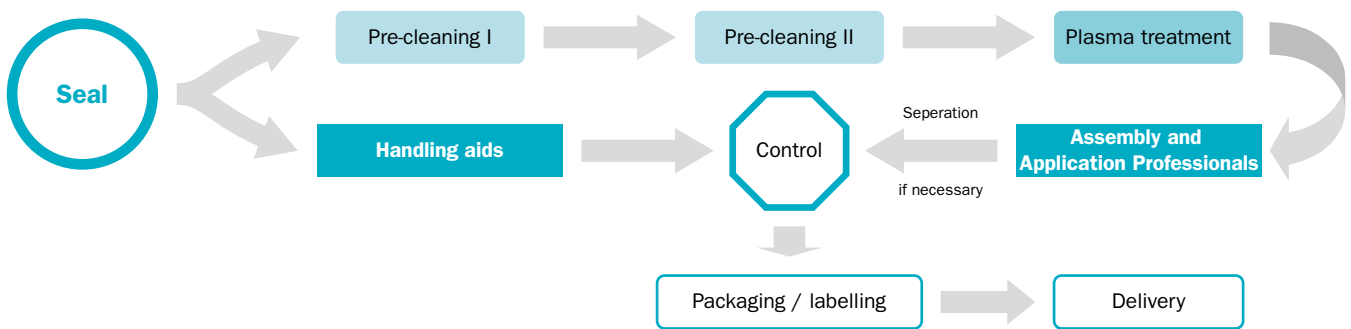 Seal
Pre-cleaning I
Pre-cleaning II
Plasma treatment
Handling aids
Control
Seperation
if necessary
Assembly and
Application Professionals
Packaging / labelling
Delivery